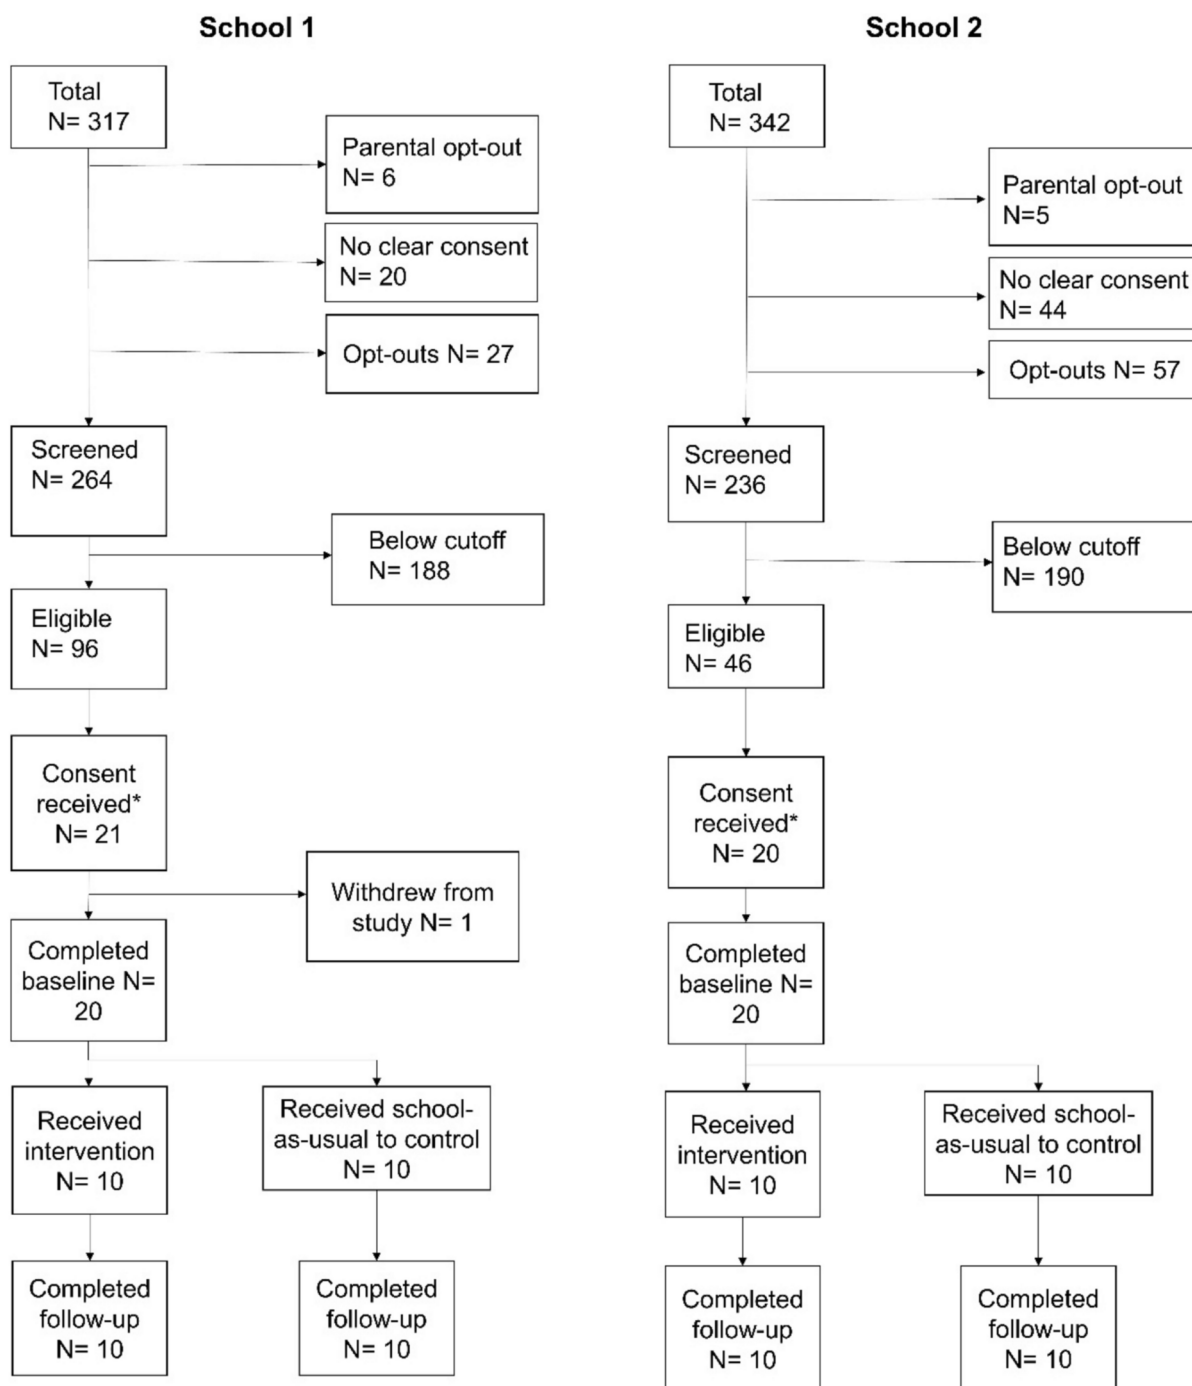 School 1
Total
N= 317
Parental opt-out
N= 6
No clear consent
N= 20
Opt-outs N= 27
Screened
N= 264
Below cutoff
N= 188
Eligible
N= 96
Consent
received*
N= 21
Withdrew from
study N= 1
Completed
baseline N=
20
Received
intervention
N= 10
Received school-
as-usual to control
N= 10
Completed
follow-up
N= 10
Completed
follow-up
N= 10
School 2
Total
N= 342
Parental opt-out
N=5
No clear consent
N= 44
Opt-outs N= 57
Screened
N= 236
Below cutoff
N= 190
Eligible
N= 46
Consent
received*
N= 20
Completed
baseline N=
20
Received
intervention
N= 10
Received school-
as-usual to control
N= 10
Completed
follow-up
N= 10
Completed
follow-up
N= 10